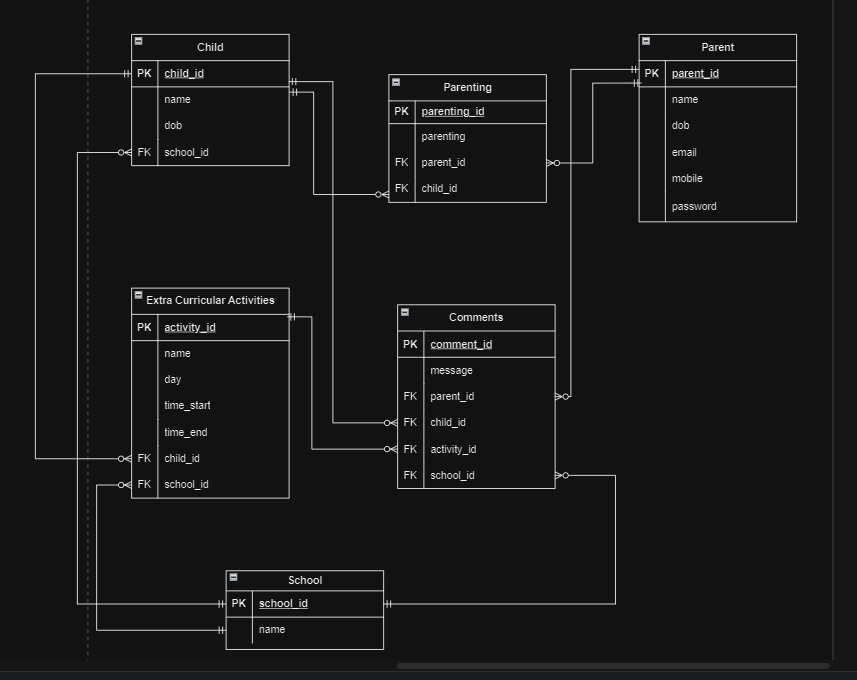 Child
PK child_id
name
dob
FK school_id
Parenting
PK parenting_id
parenting
FK parent_id
FK child_id
Parent
PK parent_id
name
dob
email
mobile
password
Extra Curricular Activities
PK activity_id
name
day
time_start
time_end
FK child_id
FK school_id
Comments
PK comment_id
message
FK parent_id
FK child_id
FK activity_id
FK school_id
School
PK school_id
name